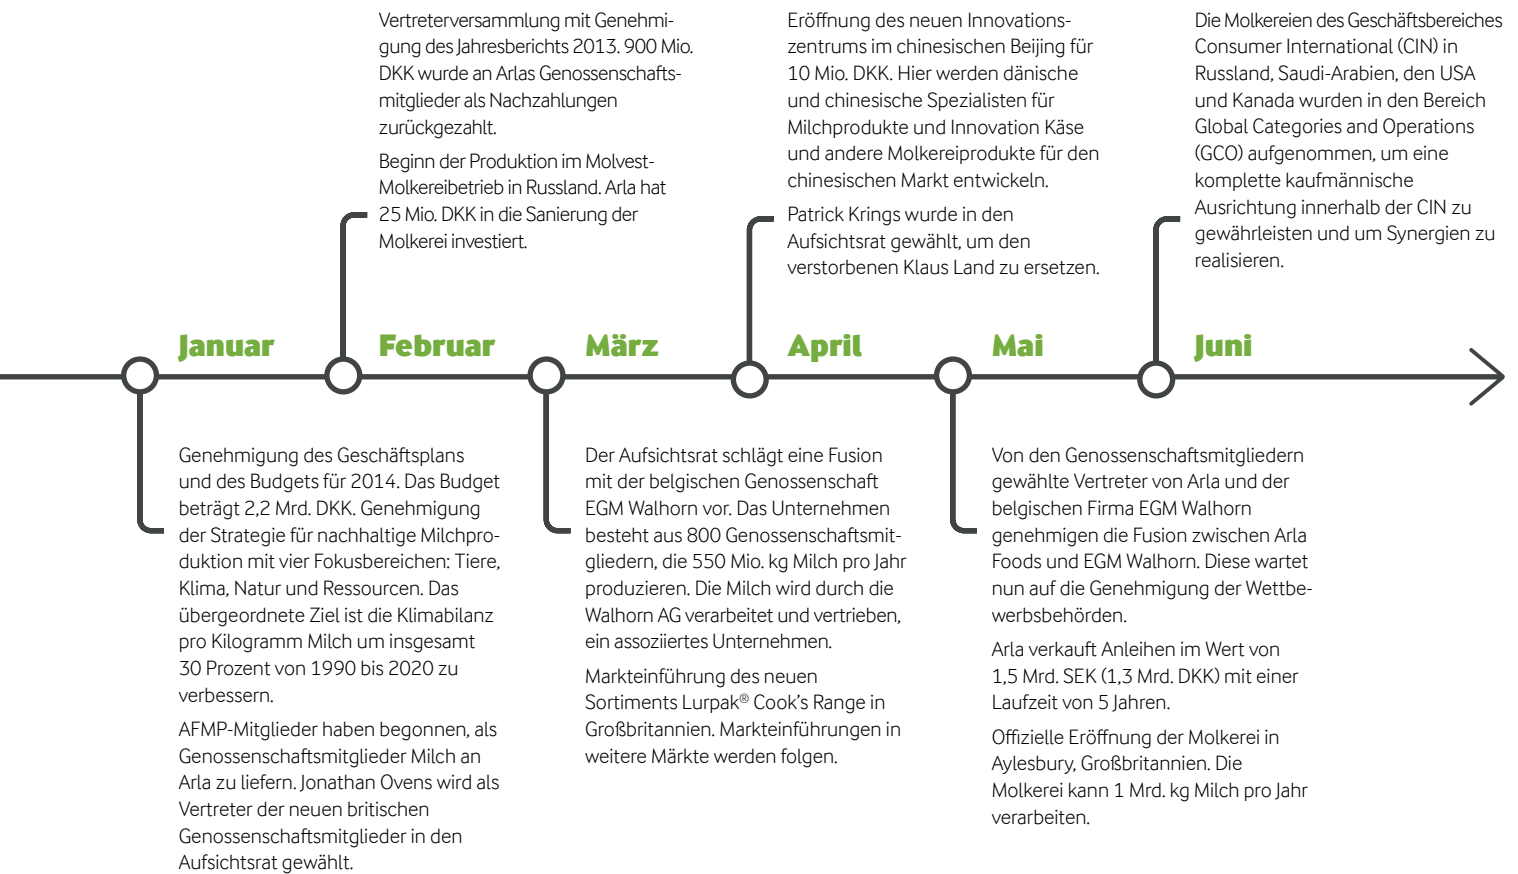 Januar
Genehmigung des Geschäftsplans
und des Budgets für 2014. Das Budget
beträgt 2,2 Mrd. DKK. Genehmigung
der Strategie für nachhaltige Milchpro-
duktion mit vier Fokusbereichen: Tiere,
Klima, Natur und Ressourcen. Das
übergeordnete Ziel ist die Klimabilanz
pro Kilogramm Milch um insgesamt
30 Prozent von 1990 bis 2020 zu
verbessern.
AFMP-Mitglieder haben begonnen, als
Genossenschaftsmitglieder Milch an
Arla zu liefern. Jonathan Ovens wird als
Vertreter der neuen britischen
Genossenschaftsmitglieder in den
Aufsichtsrat gewählt.
Vertreterversammlung mit Genehmi-
gung des Jahresberichts 2013. 900 Mio.
DKK wurde an Arlas Genossenschafts-
mitglieder als Nachzahlungen
zurückgezahlt.
Beginn der Produktion im Molvest-
Molkereibetrieb in Russland. Arla hat
25 Mio. DKK in die Sanierung der
Molkerei investiert.
Februar
März
Der Aufsichtsrat schlägt eine Fusion
mit der belgischen Genossenschaft
EGM Walhorn vor. Das Unternehmen
besteht aus 800 Genossenschaftsmit-
gliedern, die 550 Mio. kg Milch pro Jahr
produzieren. Die Milch wird durch die
Walhorn AG verarbeitet und vertrieben,
ein assoziiertes Unternehmen.
Markteinführung des neuen
Sortiments Lurpak® Cook's Range in
Großbritannien. Markteinführungen in
weitere Märkte werden folgen.
Eröffnung des neuen Innovations-
zentrums im chinesischen Beijing für
10 Mio. DKK. Hier werden dänische
und chinesische Spezialisten für
Milchprodukte und Innovation Käse
und andere Molkereiprodukte für den
chinesischen Markt entwickeln.
Patrick Krings wurde in den
Aufsichtsrat gewählt, um den
verstorbenen Klaus Land zu ersetzen.
April
Mai
Von den Genossenschaftsmitgliedern
gewählte Vertreter von Arla und der
belgischen Firma EGM Walhorn
genehmigen die Fusion zwischen Arla
Foods und EGM Walhorn. Diese wartet
nun auf die Genehmigung der Wettbe-
werbsbehörden.
Arla verkauft Anleihen im Wert von
1,5 Mrd. SEK (1,3 Mrd. DKK) mit einer
Laufzeit von 5 Jahren.
Offizielle Eröffnung der Molkerei in
Aylesbury, Großbritannien. Die
Molkerei kann 1 Mrd. kg Milch pro Jahr
verarbeiten.
Die Molkereien des Geschäftsbereiches
Consumer International (CIN) in
Russland, Saudi-Arabien, den USA
und Kanada wurden in den Bereich
Global Categories and Operations
(GCO) aufgenommen, um eine
komplette kaufmännische
Ausrichtung innerhalb der CIN zu
gewährleisten und um Synergien zu
realisieren.
Juni